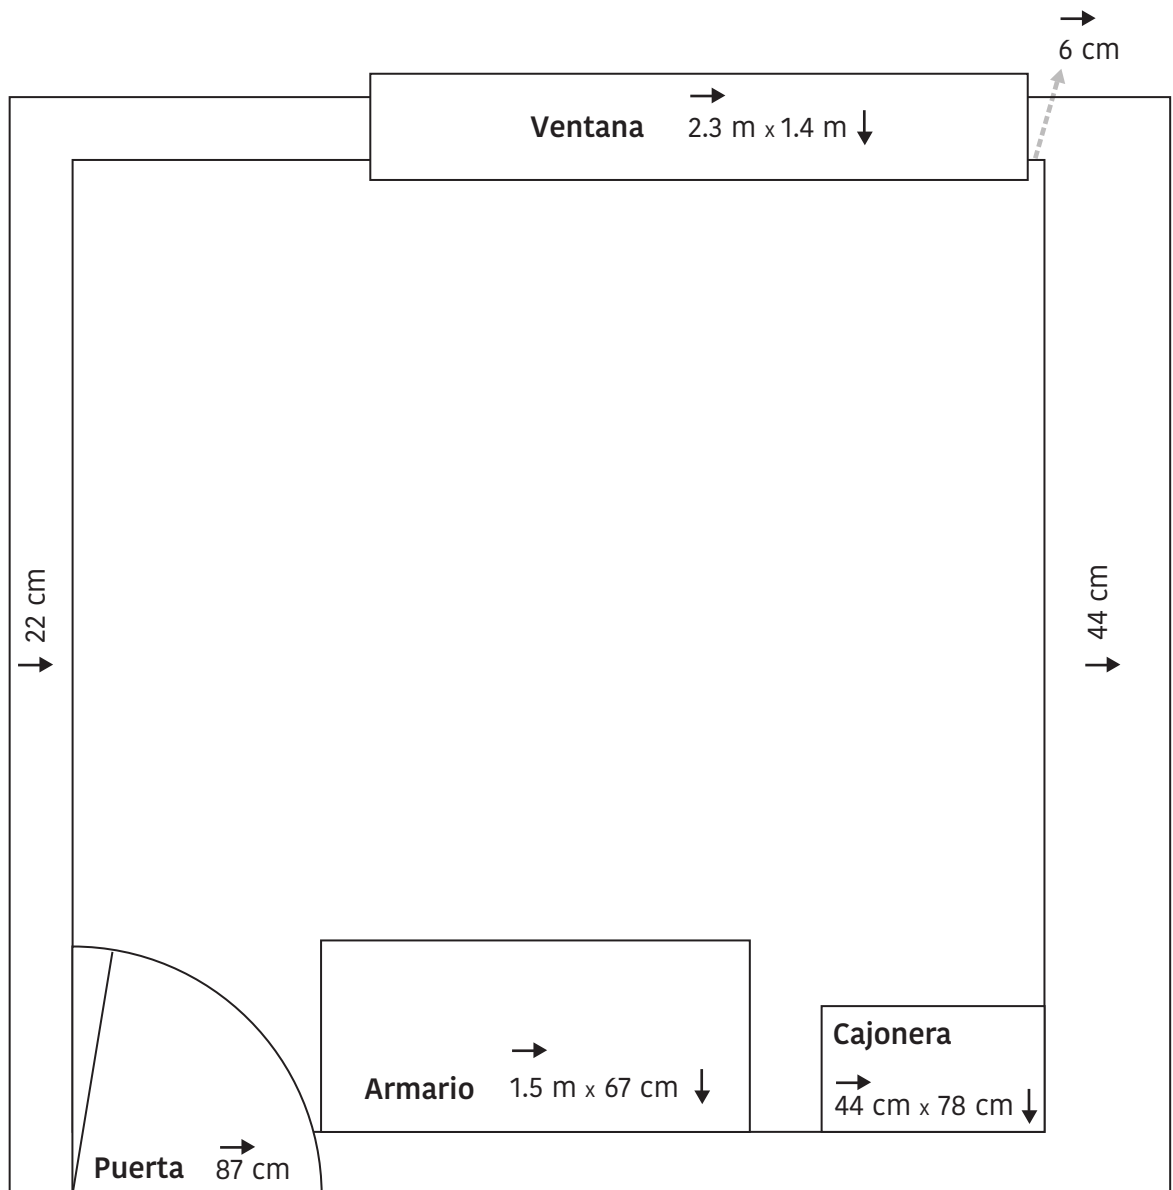 6 cm
Ventana 2.3 m x 1.4 m
22 cm
44 cm
Cajonera
44 cm x 78 cm
Armario 1.5 m x 67 cm
Puerta 87 cm